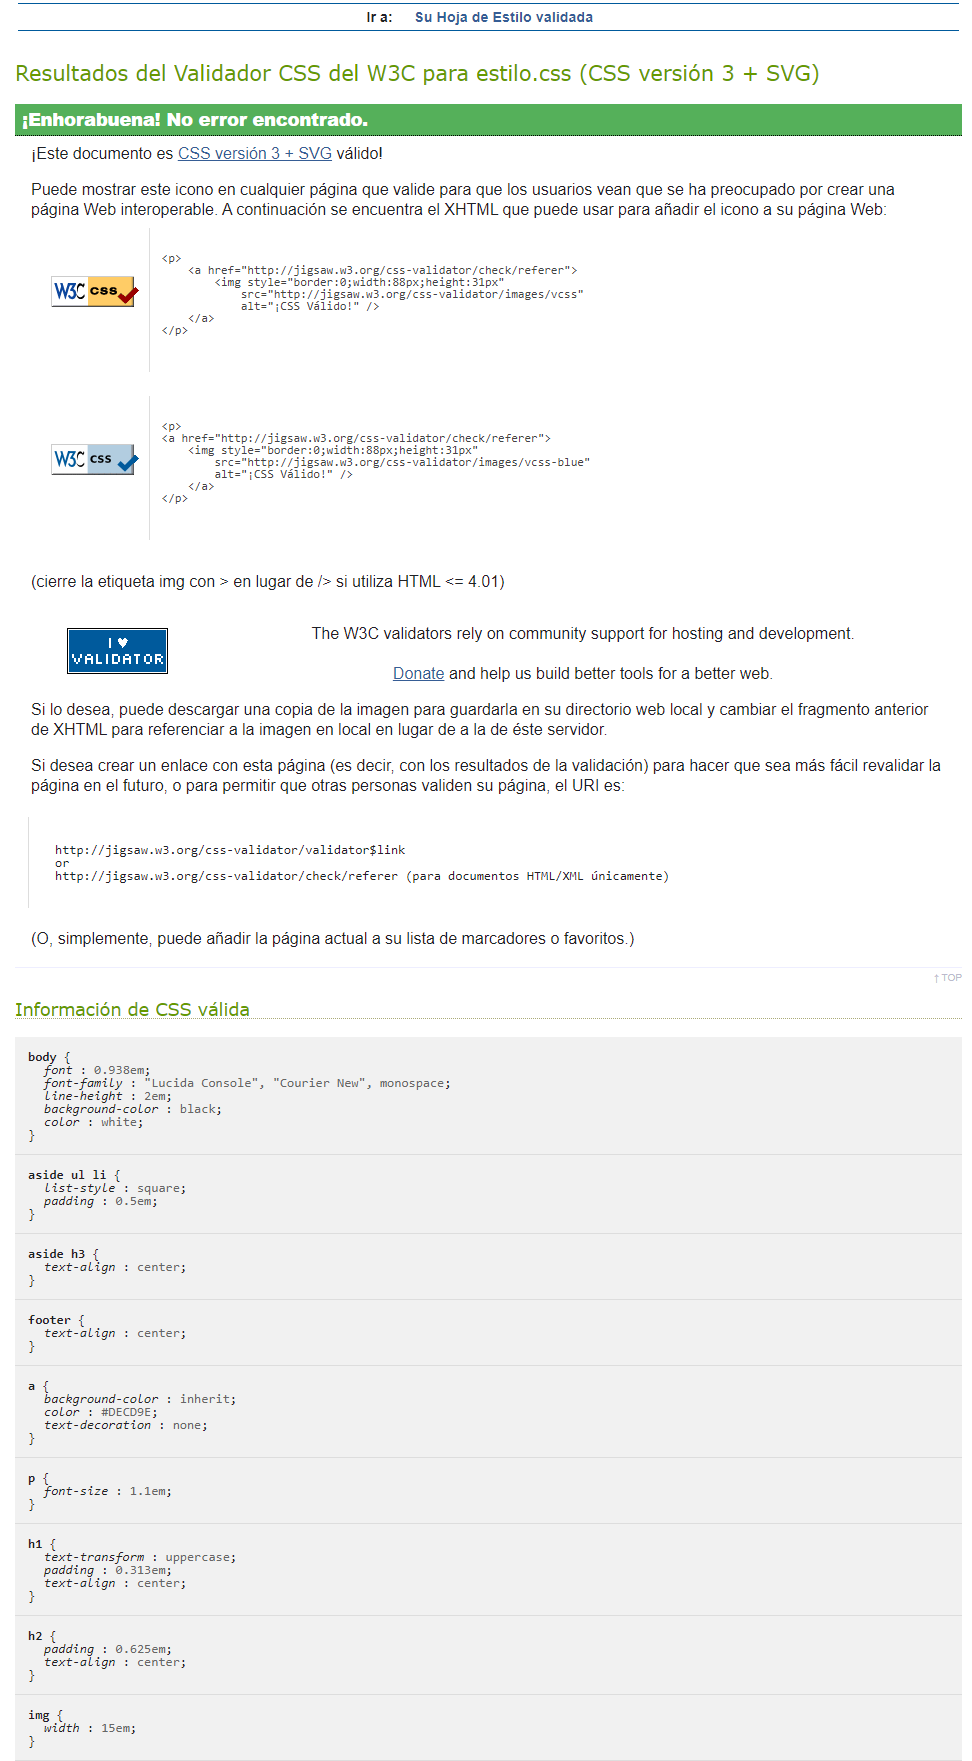 Ir a: Su Hoja de Estilo validada
Resultados del Validador CSS del W3C para estilo.css (CSS versión 3 + SVG)
¡Enhorabuena! No error encontrado.
¡Este documento es CSS versión 3 + SVG válido!
Puede mostrar este icono en cualquier página que valide para que los usuarios vean que se ha preocupado por crear una
página Web interoperable. A continuación se encuentra el XHTML que puede usar para añadir el icono a su página Web:
W3C css
<p>
<a href="http://jigsaw.w3.org/css-validator/check/referer">
<img style="border:0;width:88px;height:31px"
src="http://jigsaw.w3.org/css-validator/images/vcss"
alt="¡CSS Válido!" />
</a>
</p>
W3C css
<p>
<a href="http://jigsaw.w3.org/css-validator/check/referer">
<img style="border:0;width:88px;height:31px"
src="http://jigsaw.w3.org/css-validator/images/vcss-blue"
alt="¡CSS Válido!" />
</a>
</p>
(cierre la etiqueta img con > en lugar de /> si utiliza HTML <= 4.01)
I ♥
VALIDATOR
The W3C validators rely on community support for hosting and development.
Donate and help us build better tools for a better web.
Si lo desea, puede descargar una copia de la imagen para guardarla en su directorio web local y cambiar el fragmento anterior
de XHTML para referenciar a la imagen en local en lugar de a la de éste servidor.
Si desea crear un enlace con esta página (es decir, con los resultados de la validación) para hacer que sea más fácil revalidar la
página en el futuro, o para permitir que otras personas validen su página, el URI es:
http://jigsaw.w3.org/css-validator/validator$link
or
http://jigsaw.w3.org/css-validator/check/referer (para documentos HTML/XML únicamente)
(O, simplemente, puede añadir la página actual a su lista de marcadores o favoritos.)
↑ TOP
Información de CSS válida
body {
font : 0.938em;
font-family : "Lucida Console", "Courier New", monospace;
line-height : 2em;
background-color : black;
color : white;
}
aside ul li {
list-style : square;
padding : 0.5em;
}
aside h3 {
text-align : center;
}
footer {
text-align : center;
}
a {
background-color : inherit;
color : #DECD9E;
text-decoration : none;
}
p {
font-size : 1.1em;
}
h1 {
text-transform : uppercase;
padding : 0.313em;
text-align : center;
}
h2 {
padding : 0.625em;
text-align : center;
}
img {
width : 15em;
}